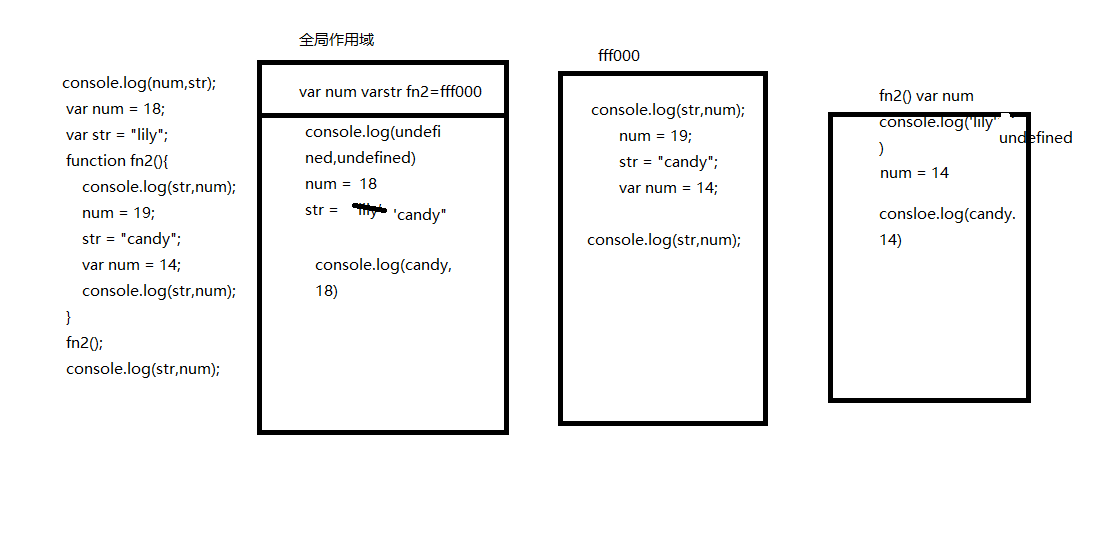 console.log(num,str);
var num = 18;
var str = "lily";
function fn2(){
console.log(str,num);
num = 19;
str = "candy";
var num = 14;
console.log(str,num);
}
fn2();
console.log(str,num);
全局作用域
var num varstr fn2=fff000
console.log(undefi
ned,undefined)
num = 18
str = 'lily' 'candy"
console.log(candy,
18)
fff000
console.log(str,num);
num = 19;
str = "candy";
var num = 14;
console.log(str,num);
fn2() var num
console.log('lily'
undefined
)
num = 14
consloe.log(candy.
14)